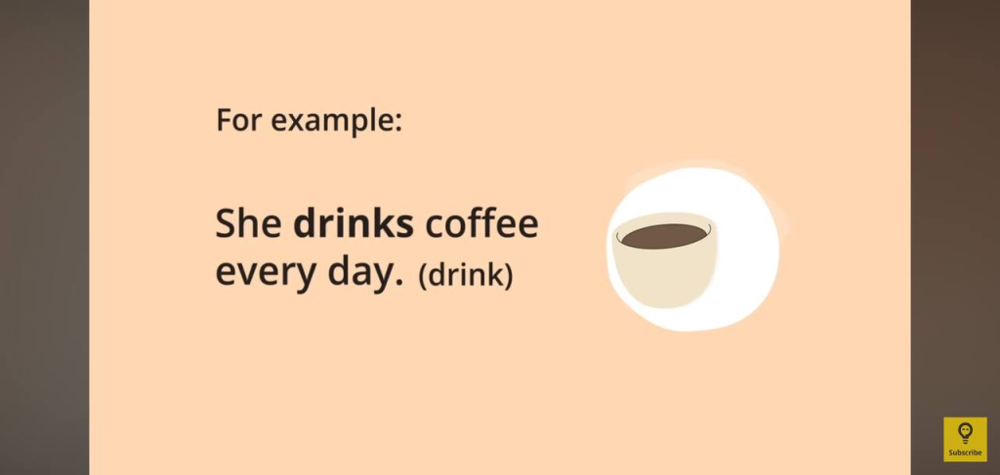 For example:
She drinks coffee
every day. (drink)
Subscribe